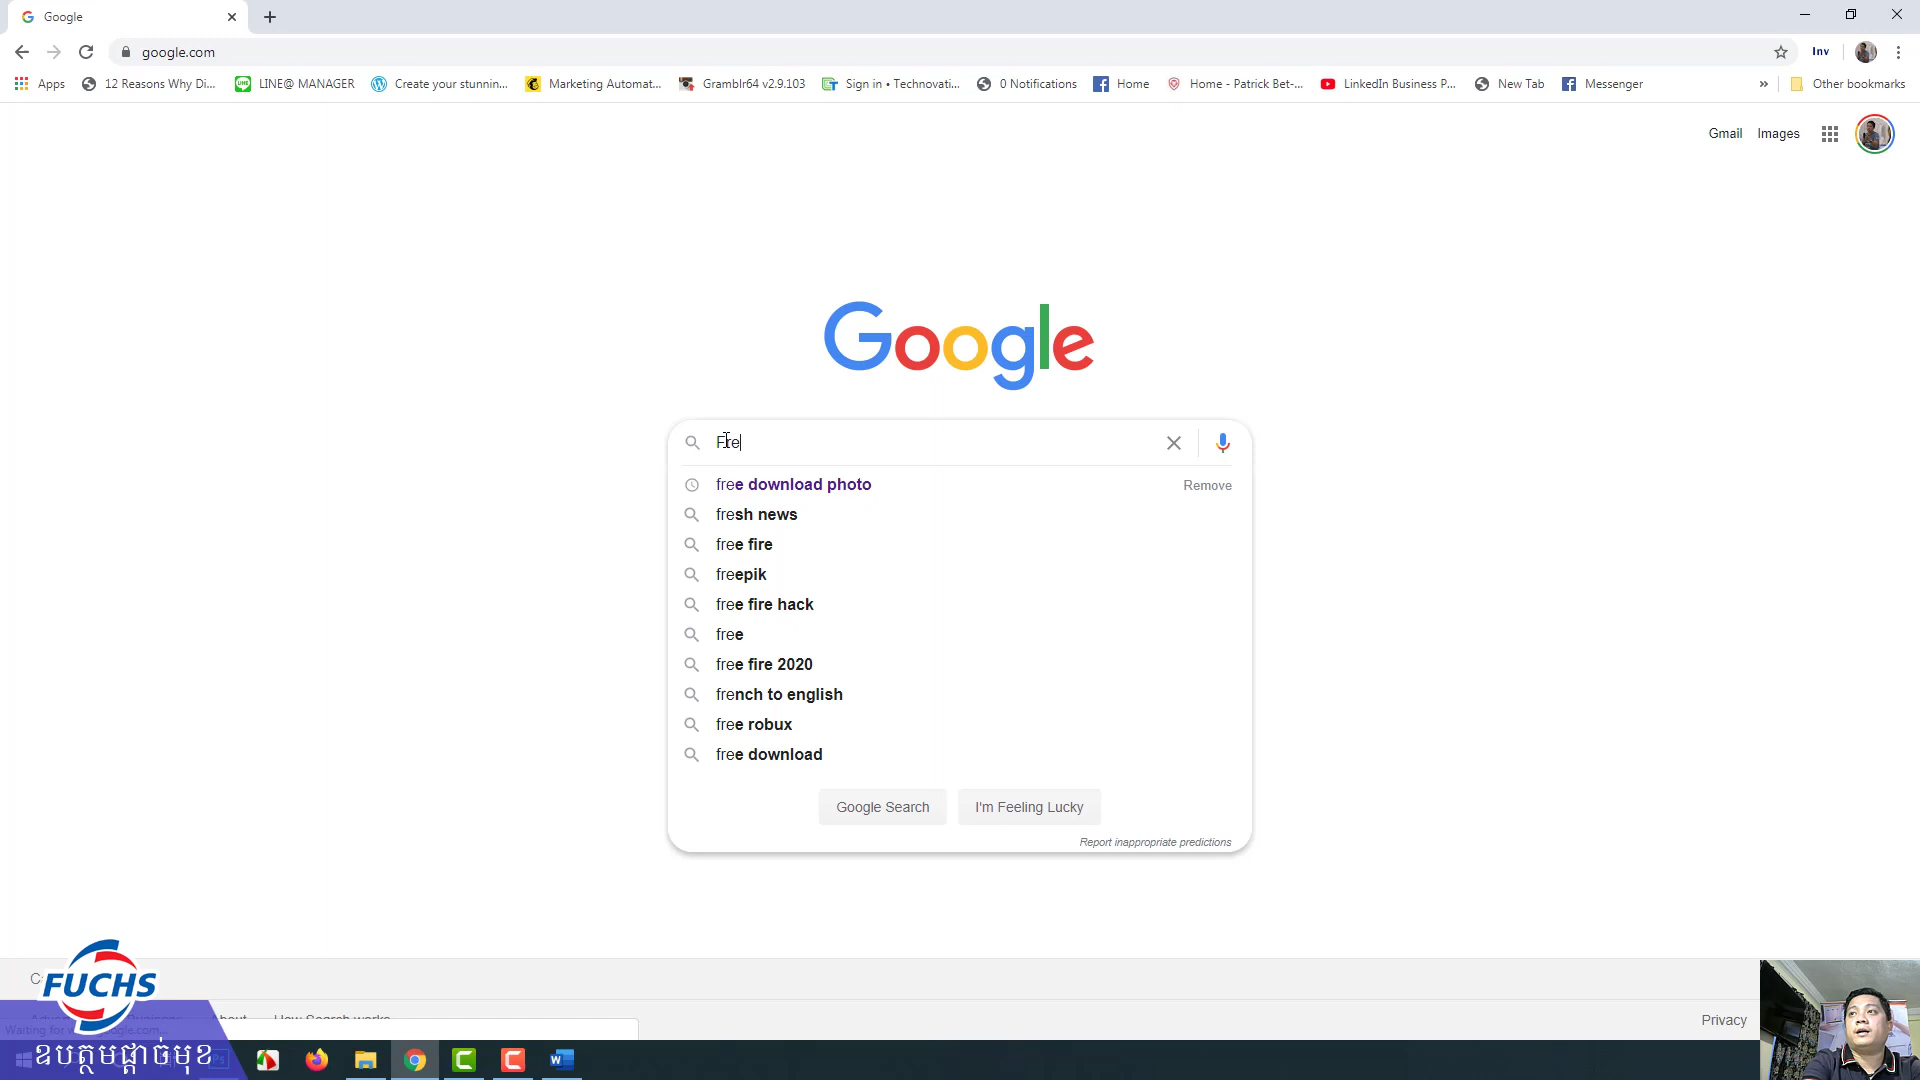 Google
google.com
Inv
Apps
12 Reasons Why Di...
LINE@ MANAGER
Create your stunnin...
Marketing Automat...
Gramblr64 v2.9.103
Sign in • Technovati...
0 Notifications
Home
Home - Patrick Bet-...
LinkedIn Business P...
New Tab
Messenger
»
Other bookmarks
Gmail
Images
Google
Fre
free download photo
Remove
fresh news
free fire
freepik
free fire hack
free
free fire 2020
french to english
free robux
free download
Google Search
I'm Feeling Lucky
Report inappropriate predictions
FUCHS
How Search works
Privacy
ឧបត្ថមផ្តាច់មុខ